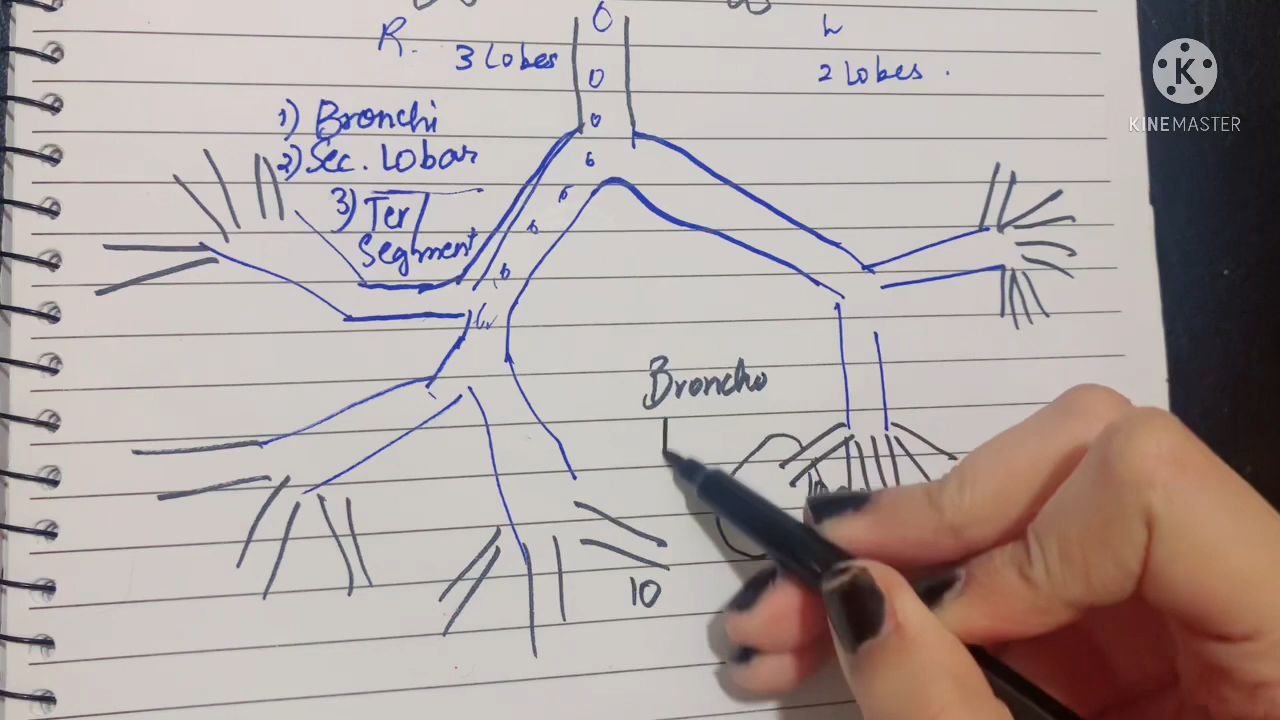 R.
3 Lobes
L
2 Lobes .
1) Bronchi
2) Sec. Lobar
3) Ter/
Segment
Broncho
10
KINEMASTER